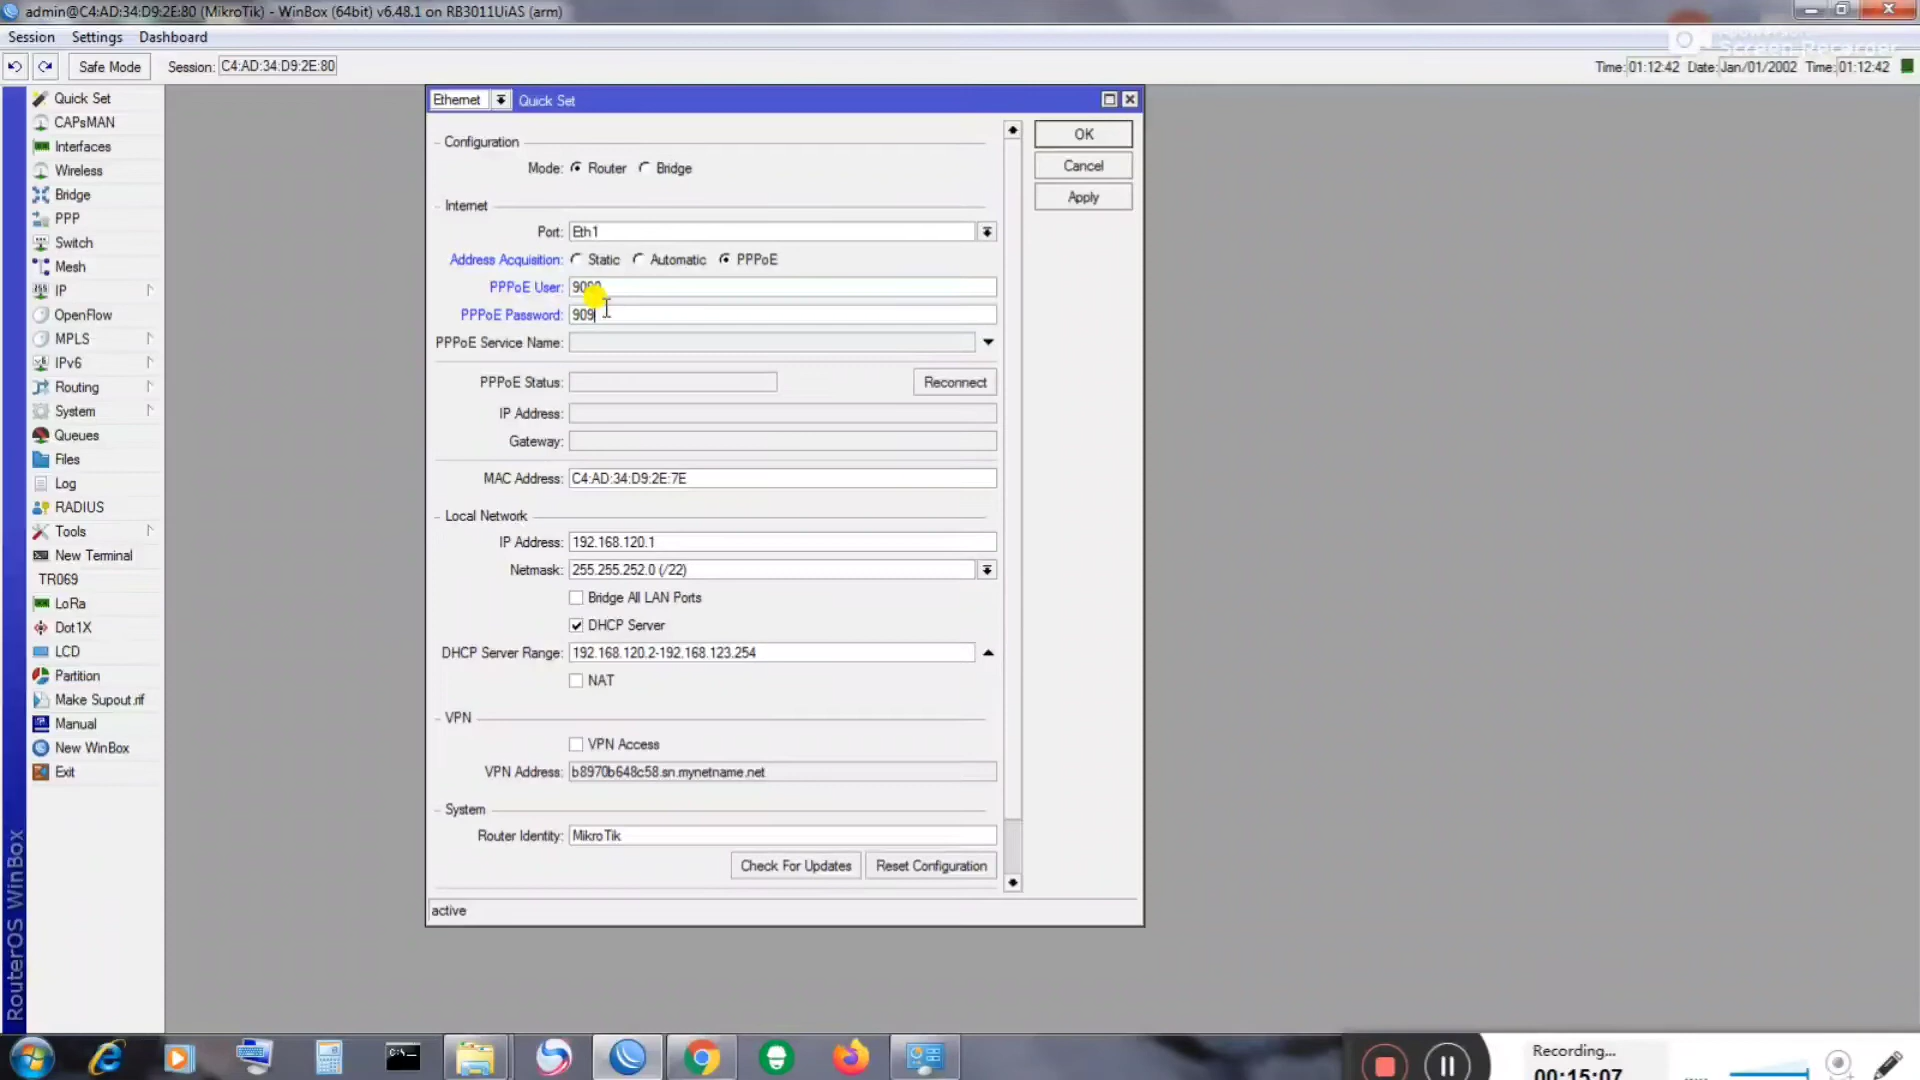 admin@C4:AD:34:D9:2E:80 (MikroTik) - WinBox (64bit) v6.48.1 on RB3011UiAS (arm)
Session Settings Dashboard
Screen Recorder
Safe Mode Session: C4:AD:34:D9:2E:80
Time: 01:12:42 Date: Jan/01/2002 Time: 01:12:42
Quick Set
CAPsMAN
Interfaces
Wireless
Bridge
PPP
Switch
Mesh
IP
OpenFlow
MPLS
IPv6
Routing
System
Queues
Files
Log
RADIUS
Tools
New Terminal
TR069
LoRa
Dot1X
LCD
Partition
Make Supout.rif
Manual
New WinBox
Exit
RouterOS WinBox
Ethernet Quick Set
OK
Cancel
Apply
Configuration
Mode: Router Bridge
Internet
Port: Eth1
Address Acquisition: Static Automatic PPPoE
PPPoE User:
PPPoE Password: 909
PPPoE Service Name:
PPPoE Status: Reconnect
IP Address:
Gateway:
MAC Address: C4:AD:34:D9:2E:7E
Local Network
IP Address: 192.168.120.1
Netmask: 255.255.252.0 (/22)
Bridge All LAN Ports
DHCP Server
DHCP Server Range: 192.168.120.2-192.168.123.254
NAT
VPN
VPN Access
VPN Address: b8970b648c58.sn.mynetname.net
System
Router Identity: MikroTik
Check For Updates Reset Configuration
active
C:\_
Recording...
00:15:07